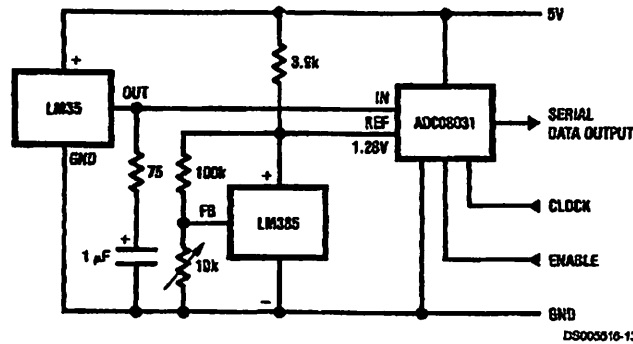 5V
3.9k
+
LM35
OUT
IN
ADC08031
SERIAL
DATA OUTPUT
REF
1.28V
GND
75
100k
+
FB
LM385
CLOCK
+
1 μF
10k
ENABLE
−
GND